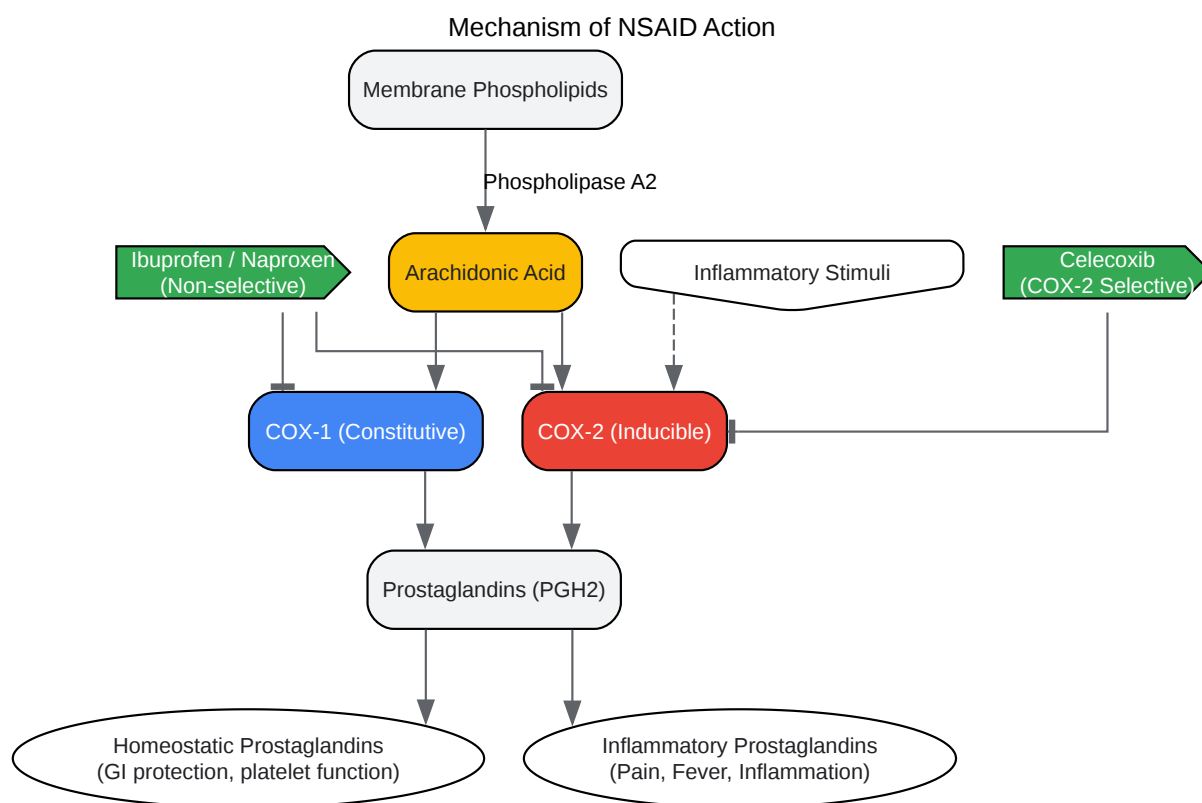 Mechanism of NSAID Action
Membrane Phospholipids
Phospholipase A2
Ibuprofen / Naproxen
(Non-selective)
Arachidonic Acid
Inflammatory Stimuli
Celecoxib
(COX-2 Selective)
COX-1 (Constitutive)
COX-2 (Inducible)
Prostaglandins (PGH2)
Homeostatic Prostaglandins
(GI protection, platelet function)
Inflammatory Prostaglandins
(Pain, Fever, Inflammation)